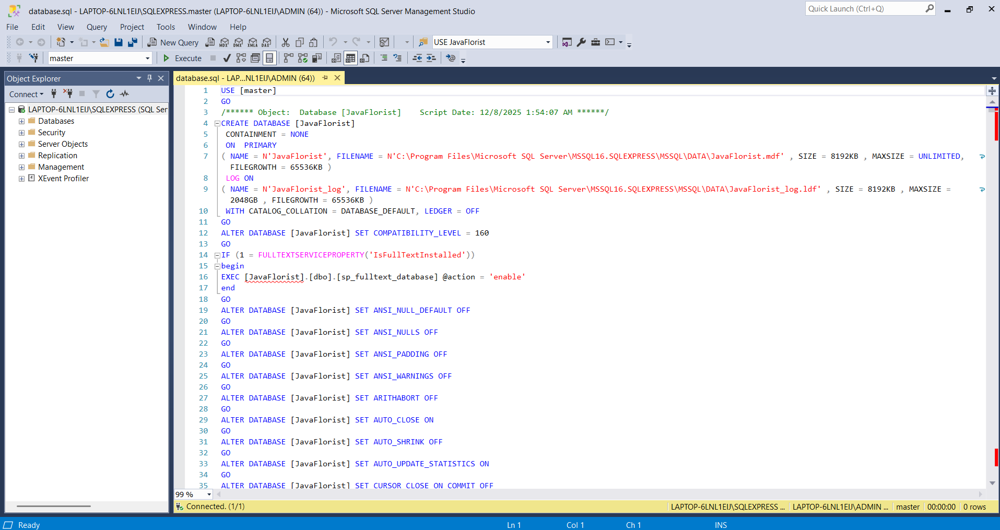 database.sql - LAPTOP-6LNL1EIJ\SQLEXPRESS.master (LAPTOP-6LNL1EIJ\ADMIN (64)) - Microsoft SQL Server Management Studio
Quick Launch (Ctrl+Q)
File Edit View Query Project Tools Window Help
New Query MDX DMX XMLA DAX USE JavaFlorist
master Execute
Object Explorer
Connect
LAPTOP-6LNL1EIJ\SQLEXPRESS (SQL Ser
Databases
Security
Server Objects
Replication
Management
XEvent Profiler
database.sql - LAP...NL1EIJ\ADMIN (64))
1 USE [master]
2 GO
3 /****** Object:  Database [JavaFlorist]    Script Date: 12/8/2025 1:54:07 AM ******/
4 CREATE DATABASE [JavaFlorist]
5 CONTAINMENT = NONE
6 ON  PRIMARY
7 ( NAME = N'JavaFlorist', FILENAME = N'C:\Program Files\Microsoft SQL Server\MSSQL16.SQLEXPRESS\MSSQL\DATA\JavaFlorist.mdf' , SIZE = 8192KB , MAXSIZE = UNLIMITED,
FILEGROWTH = 65536KB )
8 LOG ON
9 ( NAME = N'JavaFlorist_log', FILENAME = N'C:\Program Files\Microsoft SQL Server\MSSQL16.SQLEXPRESS\MSSQL\DATA\JavaFlorist_log.ldf' , SIZE = 8192KB , MAXSIZE =
2048GB , FILEGROWTH = 65536KB )
10 WITH CATALOG_COLLATION = DATABASE_DEFAULT, LEDGER = OFF
11 GO
12 ALTER DATABASE [JavaFlorist] SET COMPATIBILITY_LEVEL = 160
13 GO
14 IF (1 = FULLTEXTSERVICEPROPERTY('IsFullTextInstalled'))
15 begin
16 EXEC [JavaFlorist].[dbo].[sp_fulltext_database] @action = 'enable'
17 end
18 GO
19 ALTER DATABASE [JavaFlorist] SET ANSI_NULL_DEFAULT OFF
20 GO
21 ALTER DATABASE [JavaFlorist] SET ANSI_NULLS OFF
22 GO
23 ALTER DATABASE [JavaFlorist] SET ANSI_PADDING OFF
24 GO
25 ALTER DATABASE [JavaFlorist] SET ANSI_WARNINGS OFF
26 GO
27 ALTER DATABASE [JavaFlorist] SET ARITHABORT OFF
28 GO
29 ALTER DATABASE [JavaFlorist] SET AUTO_CLOSE ON
30 GO
31 ALTER DATABASE [JavaFlorist] SET AUTO_SHRINK OFF
32 GO
33 ALTER DATABASE [JavaFlorist] SET AUTO_UPDATE_STATISTICS ON
34 GO
35 ALTER DATABASE [JavaFlorist] SET CURSOR_CLOSE_ON_COMMIT OFF
99 %
Connected. (1/1) LAPTOP-6LNL1EIJ\SQLEXPRESS ... LAPTOP-6LNL1EIJ\ADMIN ... master 00:00:00 0 rows
Ready Ln 1 Col 1 Ch 1 INS